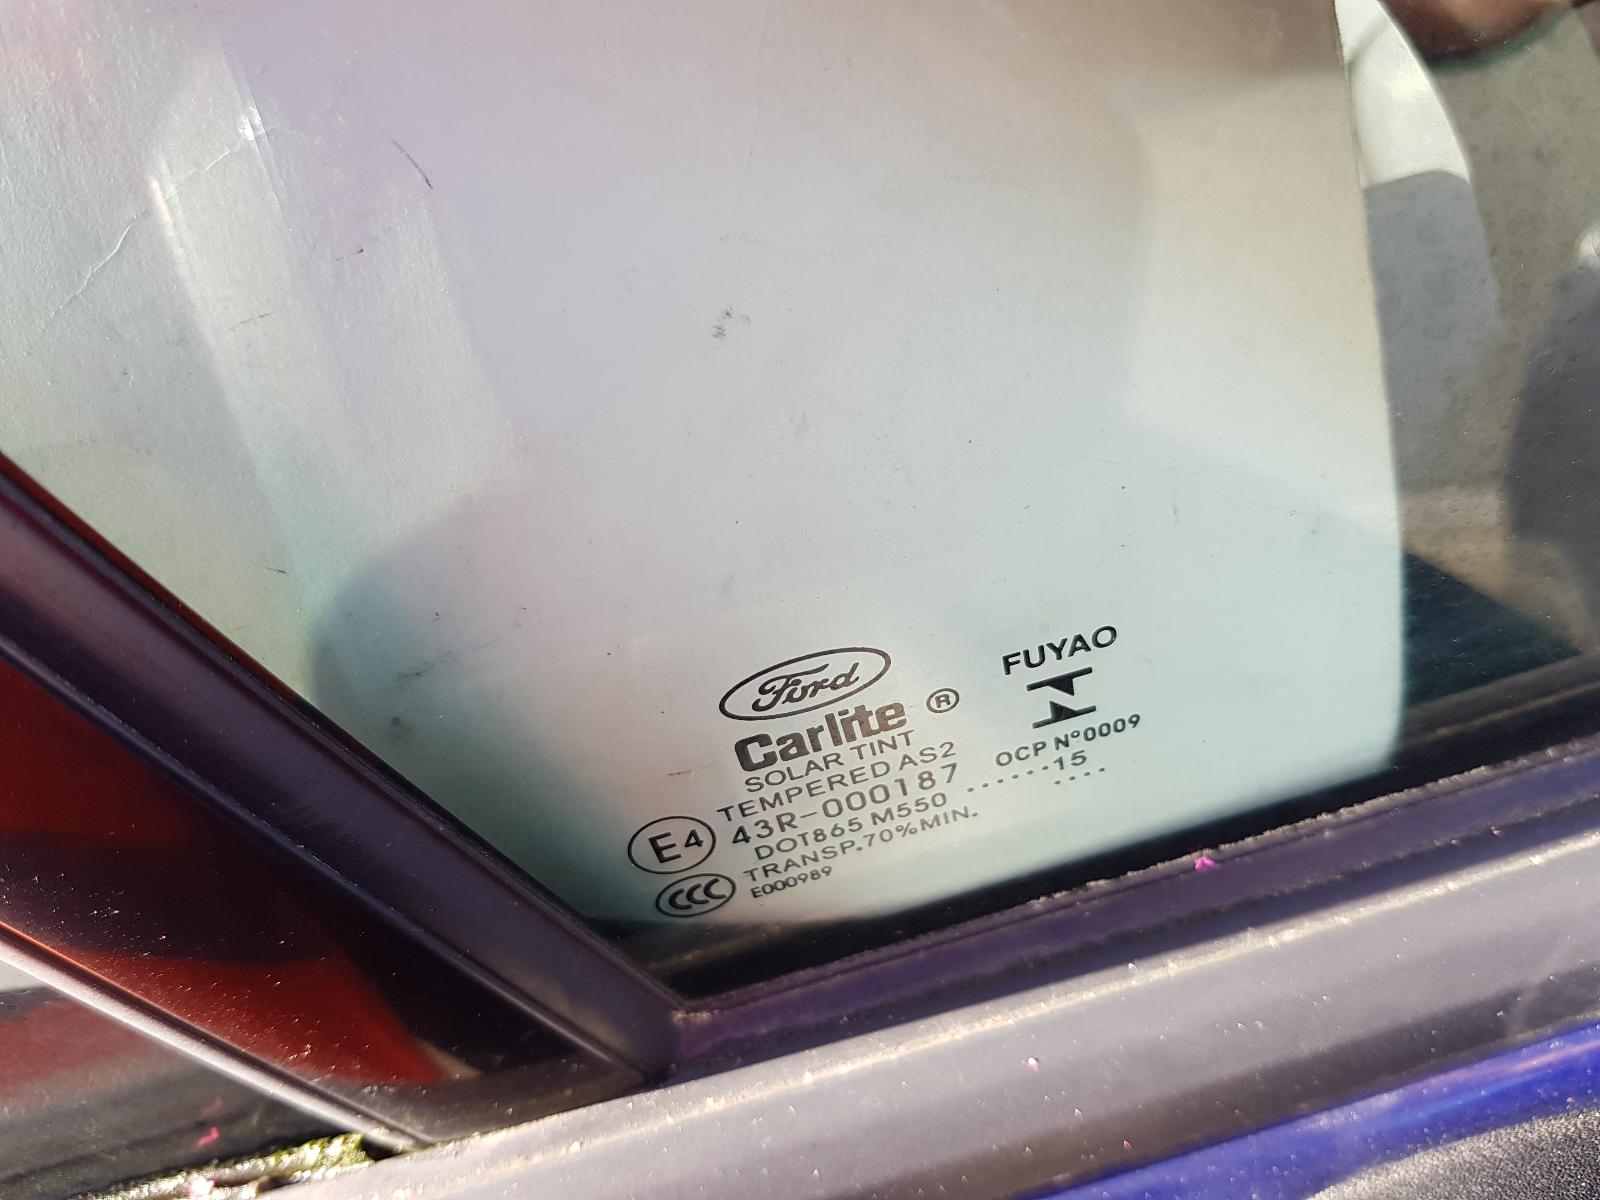 Ford
Carlite ®
SOLAR TINT
TEMPERED AS2
E4 43R-000187
DOT865 M550 ......15
TRANSP.70%MIN. ....
CCC E000989
FUYAO
OCP N°0009